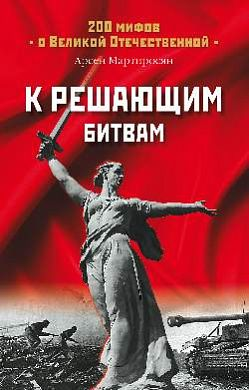 200 мифов
- о Великой Отечественной -
Арсен Мартиросян
К РЕШАЮЩИМ
БИТВАМ